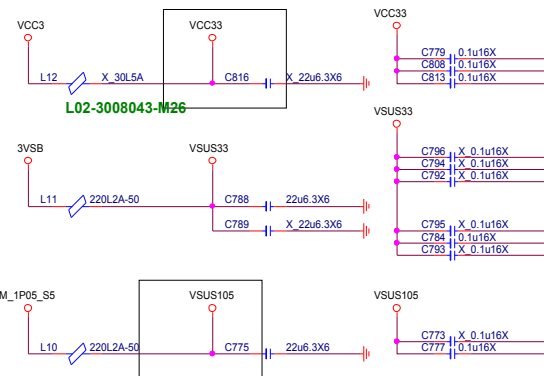 VCC3
VCC33
VCC33
L12 X_30L5A C816 X_22u6.3X6
C779 0.1u16X
C808 0.1u16X
C813 0.1u16X
L02-3008043-M26
VSUS33
3VSB
VSUS33
C796 X_0.1u16X
C794 X_0.1u16X
C792 X_0.1u16X
L11 220L2A-50 C788 22u6.3X6
C789 X_22u6.3X6
C795 X_0.1u16X
C784 0.1u16X
C793 X_0.1u16X
M_1P05_S5
VSUS105
VSUS105
L10 220L2A-50 C775 22u6.3X6
C773 X_0.1u16X
C777 0.1u16X